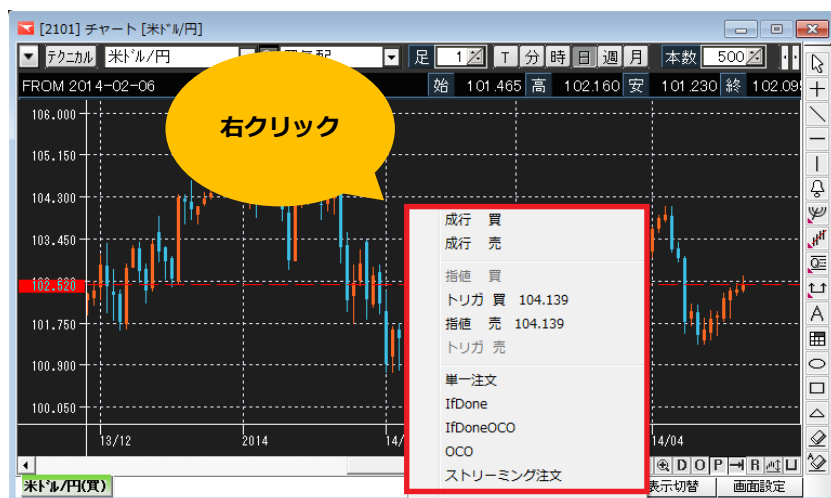 [2101] チャート [米ﾄﾞﾙ/円]
テクニカル 米ﾄﾞﾙ/円 足 1 T 分 時 日 週 月 本数 500
FROM 2014-02-06 始 101.465 高 102.160 安 101.230 終 102.09
右クリック
106.000
105.150
104.300
103.450
102.520
101.750
100.900
100.050
成行 買
成行 売
指値 買
トリガ 買 104.139
指値 売 104.139
トリガ 売
単一注文
IfDone
IfDoneOCO
OCO
ストリーミング注文
13/12 2014 14/ 14/04
D O P R
米ﾄﾞﾙ/円(買) 表示切替 画面設定